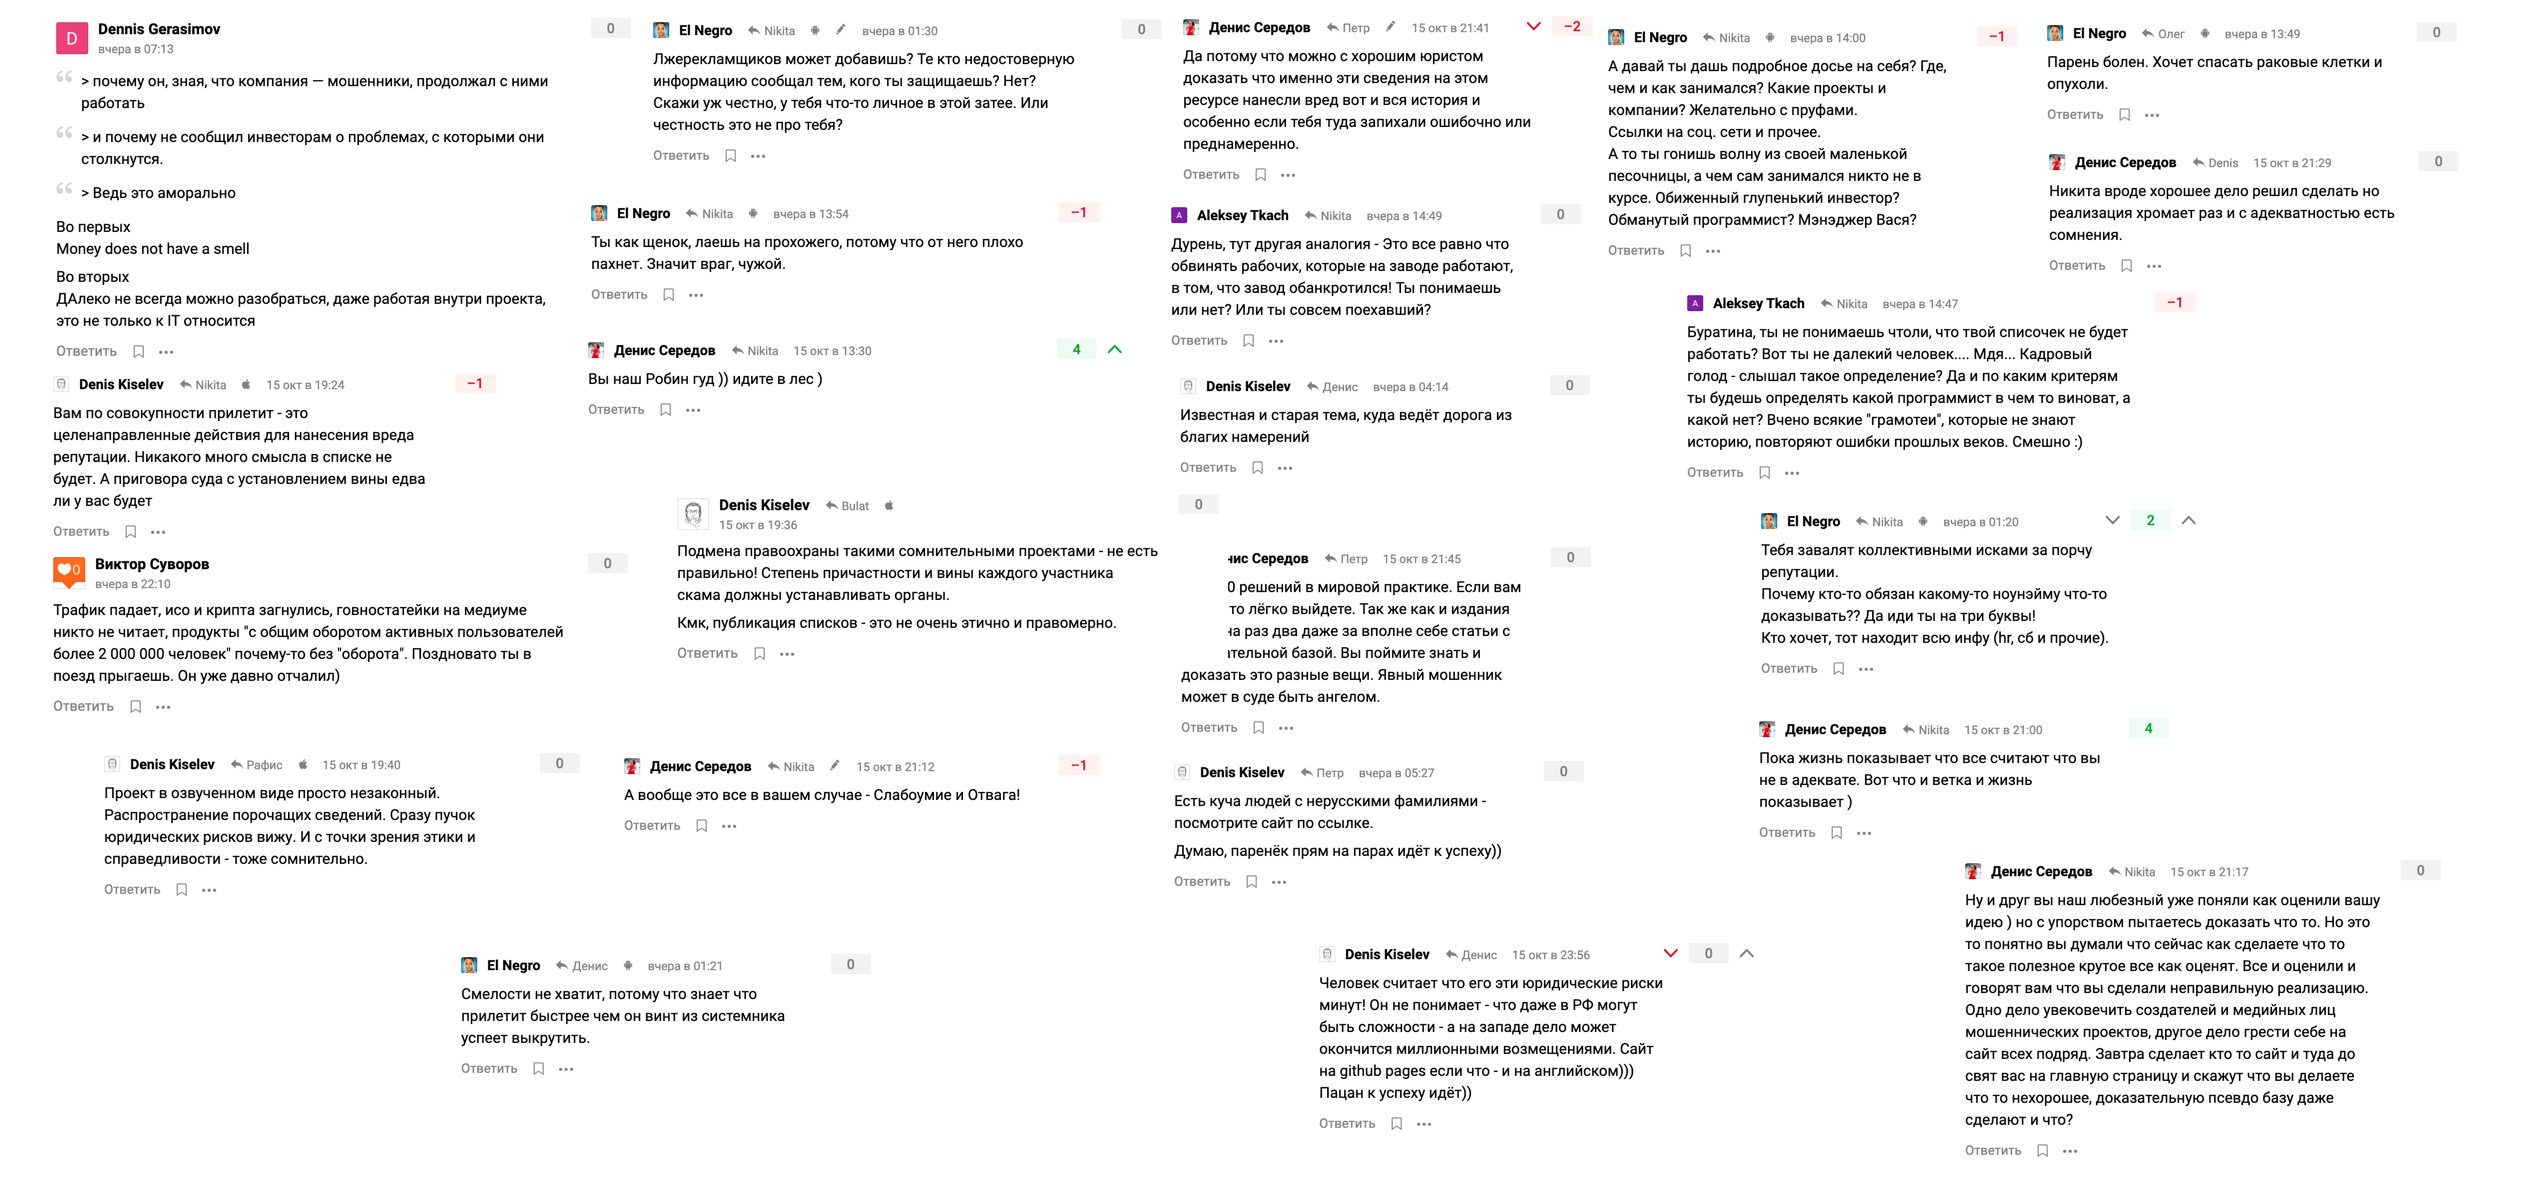 Dennis Gerasimov
вчера в 07:13
0
> почему он, зная, что компания — мошенники, продолжал с ними
работать
> и почему не сообщил инвесторам о проблемах, с которыми они
столкнутся.
> Ведь это аморально
Во первых
Money does not have a smell
Во вторых
ДАлеко не всегда можно разобраться, даже работая внутри проекта,
это не только к IT относится
Ответить
Denis Kiselev Nikita 15 окт в 19:24 −1
Вам по совокупности прилетит - это
целенаправленные действия для нанесения вреда
репутации. Никакого много смысла в списке не
будет. А приговора суда с установлением вины едва
ли у вас будет
Ответить
0
Виктор Суворов
вчера в 22:10
0
Трафик падает, исо и крипта загнулись, говностатейки на медиуме
никто не читает, продукты "с общим оборотом активных пользователей
более 2 000 000 человек" почему-то без "оборота". Поздновато ты в
поезд прыгаешь. Он уже давно отчалил)
Ответить
Denis Kiselev Рафис 15 окт в 19:40 0
Проект в озвученном виде просто незаконный.
Распространение порочащих сведений. Сразу пучок
юридических рисков вижу. И с точки зрения этики и
справедливости - тоже сомнительно.
Ответить
El Negro Nikita вчера в 01:30 0
Лжерекламщиков может добавишь? Те кто недостоверную
информацию сообщал тем, кого ты защищаешь? Нет?
Скажи уж честно, у тебя что-то личное в этой затее. Или
честность это не про тебя?
Ответить
El Negro Nikita вчера в 13:54 −1
Ты как щенок, лаешь на прохожего, потому что от него плохо
пахнет. Значит враг, чужой.
Ответить
Денис Середов Nikita 15 окт в 13:30 4
Вы наш Робин гуд )) идите в лес )
Ответить
Denis Kiselev Bulat
15 окт в 19:36
0
Подмена правоохраны такими сомнительными проектами - не есть
правильно! Степень причастности и вины каждого участника
скама должны устанавливать органы.
Кмк, публикация списков - это не очень этично и правомерно.
Ответить
Денис Середов Nikita 15 окт в 21:12 −1
А вообще это все в вашем случае - Слабоумие и Отвага!
Ответить
El Negro Денис вчера в 01:21 0
Смелости не хватит, потому что знает что
прилетит быстрее чем он винт из системника
успеет выкрутить.
Ответить
Денис Середов Петр 15 окт в 21:41 −2
Да потому что можно с хорошим юристом
доказать что именно эти сведения на этом
ресурсе нанесли вред вот и вся история и
особенно если тебя туда запихали ошибочно или
преднамеренно.
Ответить
A Aleksey Tkach Nikita вчера в 14:49 0
Дурень, тут другая аналогия - Это все равно что
обвинять рабочих, которые на заводе работают,
в том, что завод обанкротился! Ты понимаешь
или нет? Или ты совсем поехавший?
Ответить
Denis Kiselev Денис вчера в 04:14 0
Известная и старая тема, куда ведёт дорога из
благих намерений
Ответить
нис Середов Петр 15 окт в 21:45 0
0 решений в мировой практике. Если вам
то лёгко выйдете. Так же как и издания
на раз два даже за вполне себе статьи с
тельной базой. Вы поймите знать и
доказать это разные вещи. Явный мошенник
может в суде быть ангелом.
Ответить
Denis Kiselev Петр вчера в 05:27 0
Есть куча людей с нерусскими фамилиями -
посмотрите сайт по ссылке.
Думаю, паренёк прям на парах идёт к успеху))
Ответить
Denis Kiselev Денис 15 окт в 23:56 0
Человек считает что его эти юридические риски
минут! Он не понимает - что даже в РФ могут
быть сложности - а на западе дело может
окончится миллионными возмещениями. Сайт
на github pages если что - и на английском)))
Пацан к успеху идёт))
Ответить
El Negro Nikita вчера в 14:00 −1
А давай ты дашь подробное досье на себя? Где,
чем и как занимался? Какие проекты и
компании? Желательно с пруфами.
Ссылки на соц. сети и прочее.
А то ты гонишь волну из своей маленькой
песочницы, а чем сам занимался никто не в
курсе. Обиженный глупенький инвестор?
Обманутый программист? Мэнэджер Вася?
Ответить
El Negro Олег вчера в 13:49 0
Парень болен. Хочет спасать раковые клетки и
опухоли.
Ответить
Денис Середов Denis 15 окт в 21:29 0
Никита вроде хорошее дело решил сделать но
реализация хромает раз и с адекватностью есть
сомнения.
Ответить
A Aleksey Tkach Nikita вчера в 14:47 −1
Буратина, ты не понимаешь чтоли, что твой списочек не будет
работать? Вот ты не далекий человек.... Мдя... Кадровый
голод - слышал такое определение? Да и по каким критерям
ты будешь определять какой программист в чем то виноват, а
какой нет? Вчено всякие "грамотеи", которые не знают
историю, повторяют ошибки прошлых веков. Смешно :)
Ответить
El Negro Nikita вчера в 01:20 2
Тебя завалят коллективными исками за порчу
репутации.
Почему кто-то обязан какому-то ноунэйму что-то
доказывать?? Да иди ты на три буквы!
Кто хочет, тот находит всю инфу (hr, сб и прочие).
Ответить
Денис Середов Nikita 15 окт в 21:00 4
Пока жизнь показывает что все считают что вы
не в адеквате. Вот что и ветка и жизнь
показывает )
Ответить
Денис Середов Nikita 15 окт в 21:17 0
Ну и друг вы наш любезный уже поняли как оценили вашу
идею ) но с упорством пытаетесь доказать что то. Но это
то понятно вы думали что сейчас как сделаете что то
такое полезное крутое все как оценят. Все и оценили и
говорят вам что вы сделали неправильную реализацию.
Одно дело увековечить создателей и медийных лиц
мошеннических проектов, другое дело грести себе на
сайт всех подряд. Завтра сделает кто то сайт и туда до
свят вас на главную страницу и скажут что вы делаете
что то нехорошее, доказательную псевдо базу даже
сделают и что?
Ответить